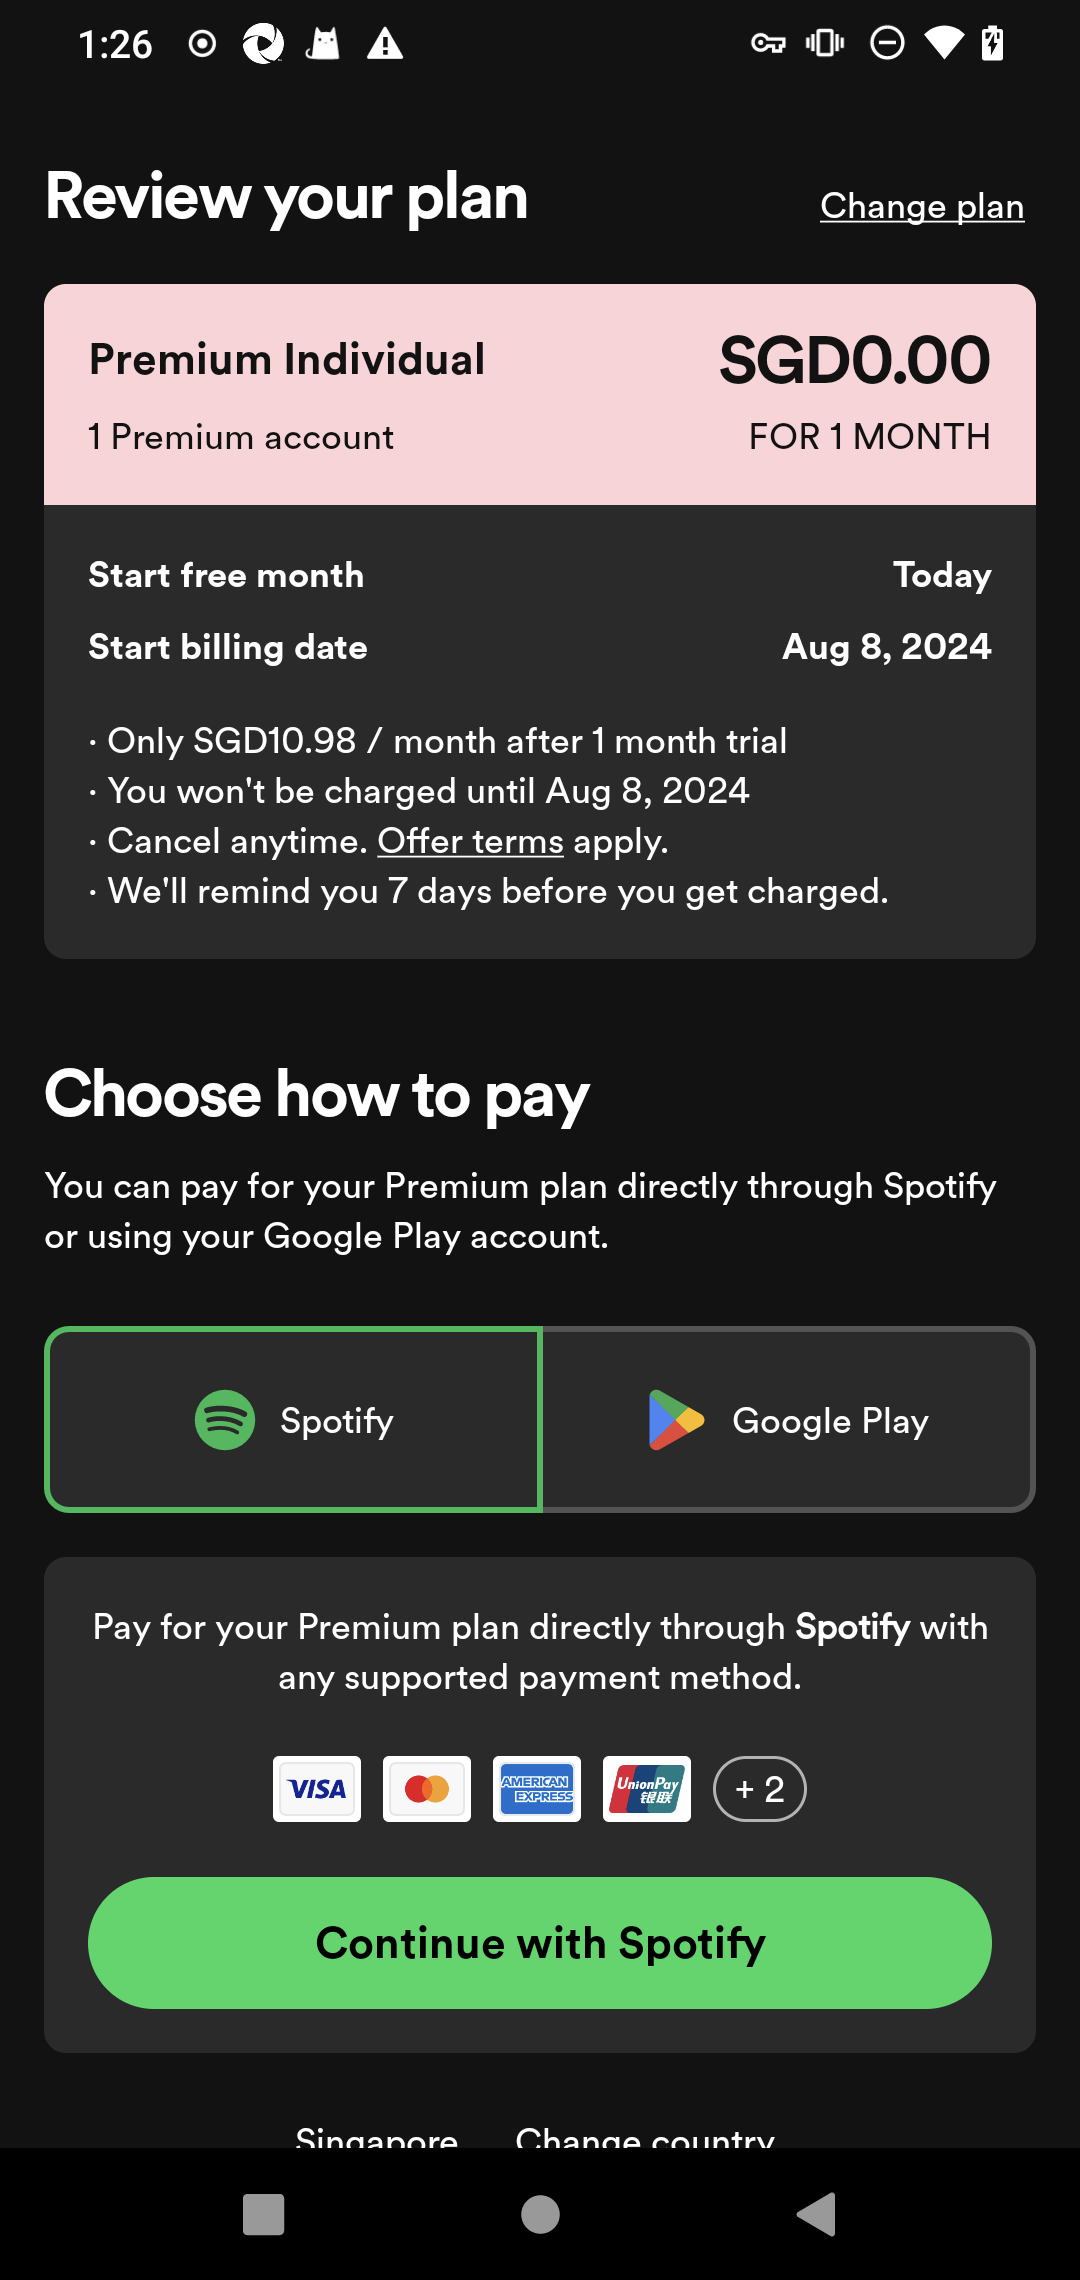 1:26
Review your plan
Change plan
Premium Individual
SGD0.00
1 Premium account
FOR 1 MONTH
Start free month
Today
Start billing date
Aug 8, 2024
· Only SGD10.98 / month after 1 month trial
· You won't be charged until Aug 8, 2024
· Cancel anytime. Offer terms apply.
· We'll remind you 7 days before you get charged.
Choose how to pay
You can pay for your Premium plan directly through Spotify
or using your Google Play account.
Spotify
Google Play
Pay for your Premium plan directly through Spotify with
any supported payment method.
VISA
AMERICAN
EXPRESS
UnionPay
银联
+ 2
Continue with Spotify
Singapore
Change country